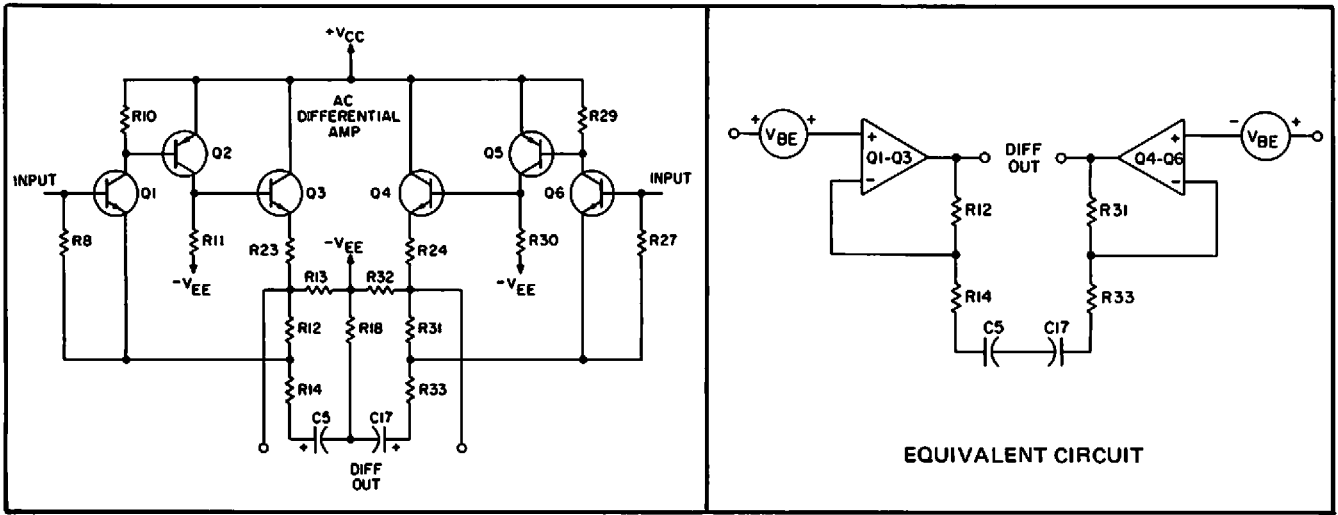 +VCC
AC
DIFFERENTIAL
AMP
R10
R29
Q2
Q5
INPUT
INPUT
Q1
Q3
Q4
Q6
R8
R11
R23
R24
R30
R27
-VEE
-VEE
-VEE
R13
R32
R12
R18
R31
R14
R33
C5
C17
+
+
DIFF
OUT
+
VBE
+
+
Q1-Q3
-
DIFF
OUT
+
Q4-Q6
-
-
VBE
+
R12
R31
R14
R33
C5
C17
EQUIVALENT CIRCUIT